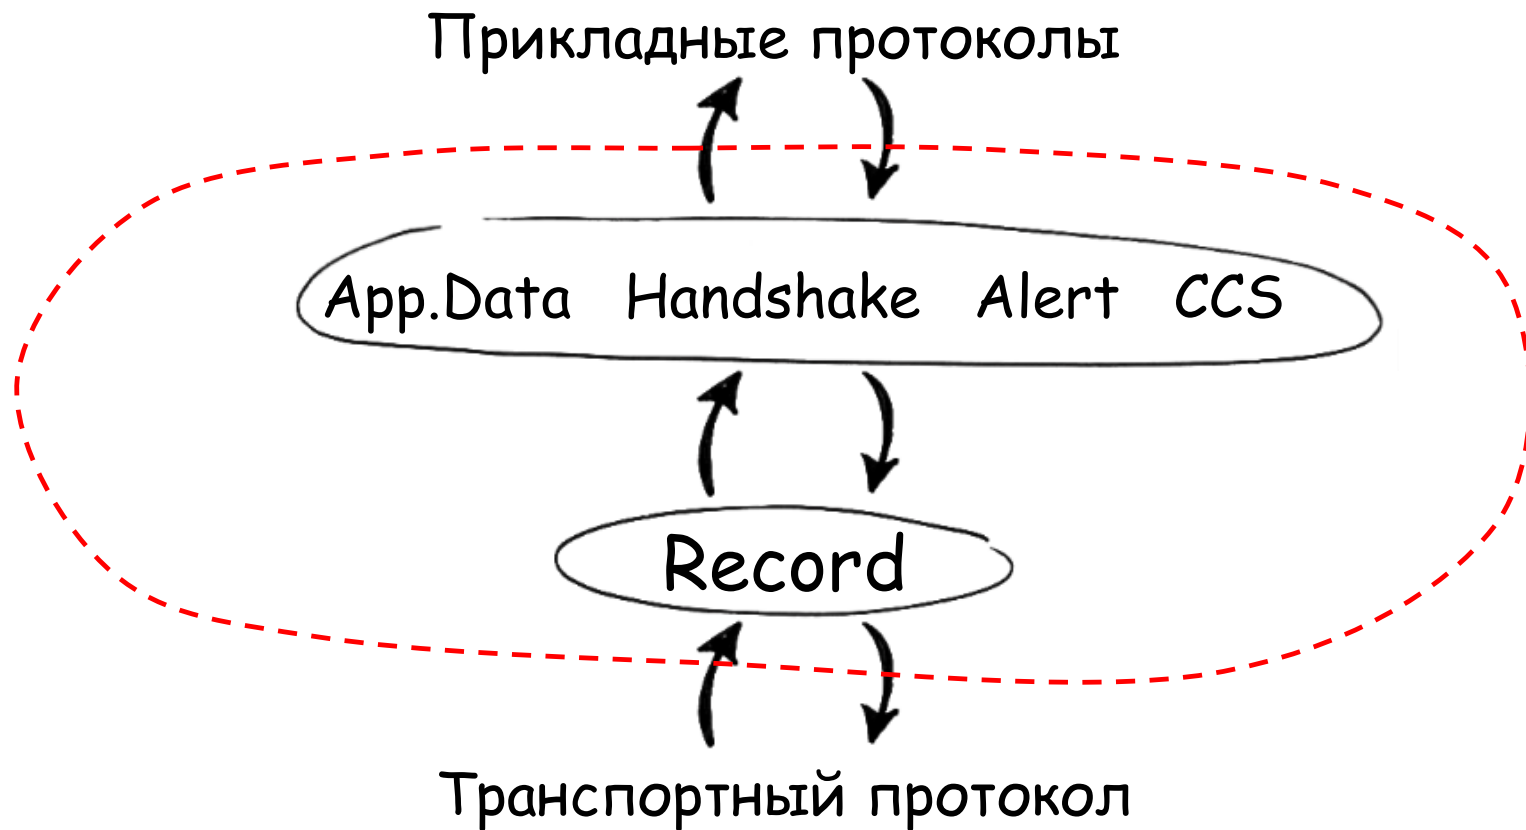 Прикладные протоколы
App.Data Handshake Alert CCS
Record
Транспортный протокол